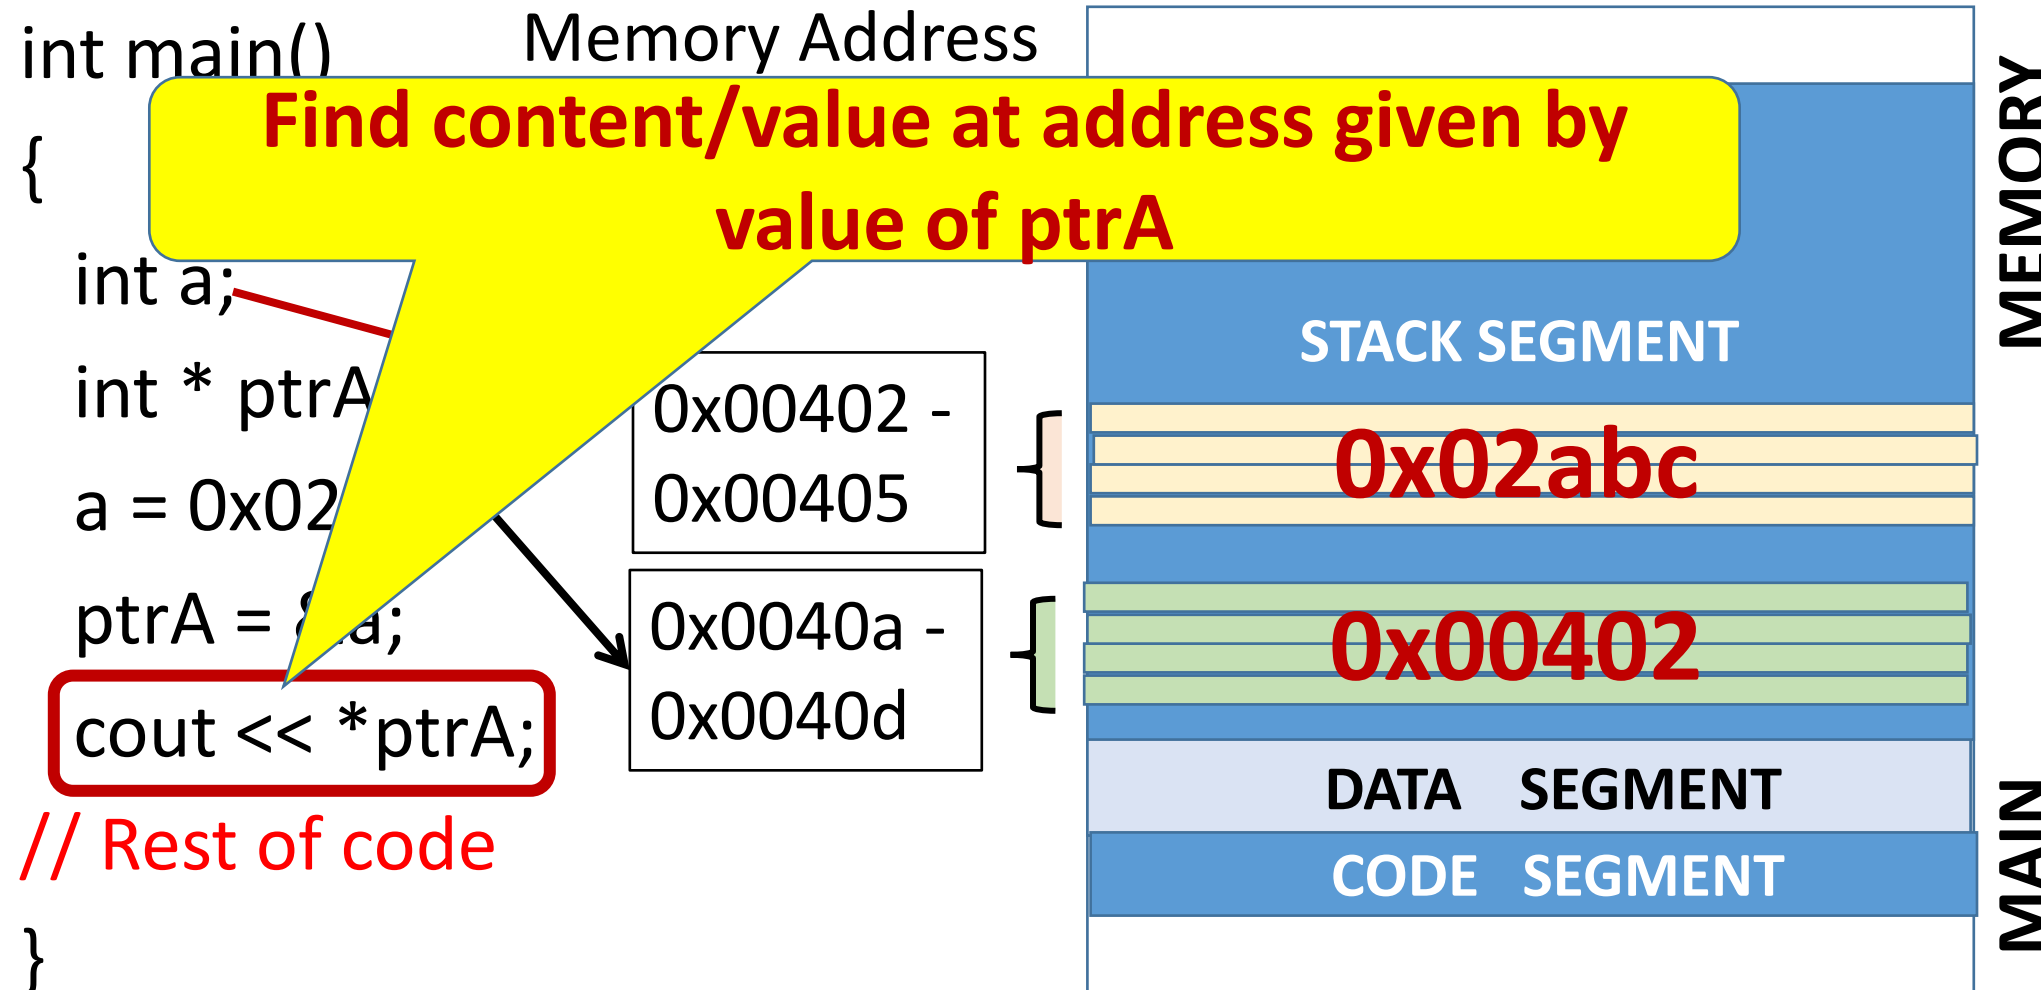 int main()
Memory Address
{
Find content/value at address given by
value of ptrA
int a;
int * ptrA
a = 0x02
ptrA = &a;
cout << *ptrA;
// Rest of code
}
0x00402 -
0x00405
0x0040a -
0x0040d
STACK SEGMENT
0x02abc
0x00402
DATA SEGMENT
CODE SEGMENT
MAIN MEMORY